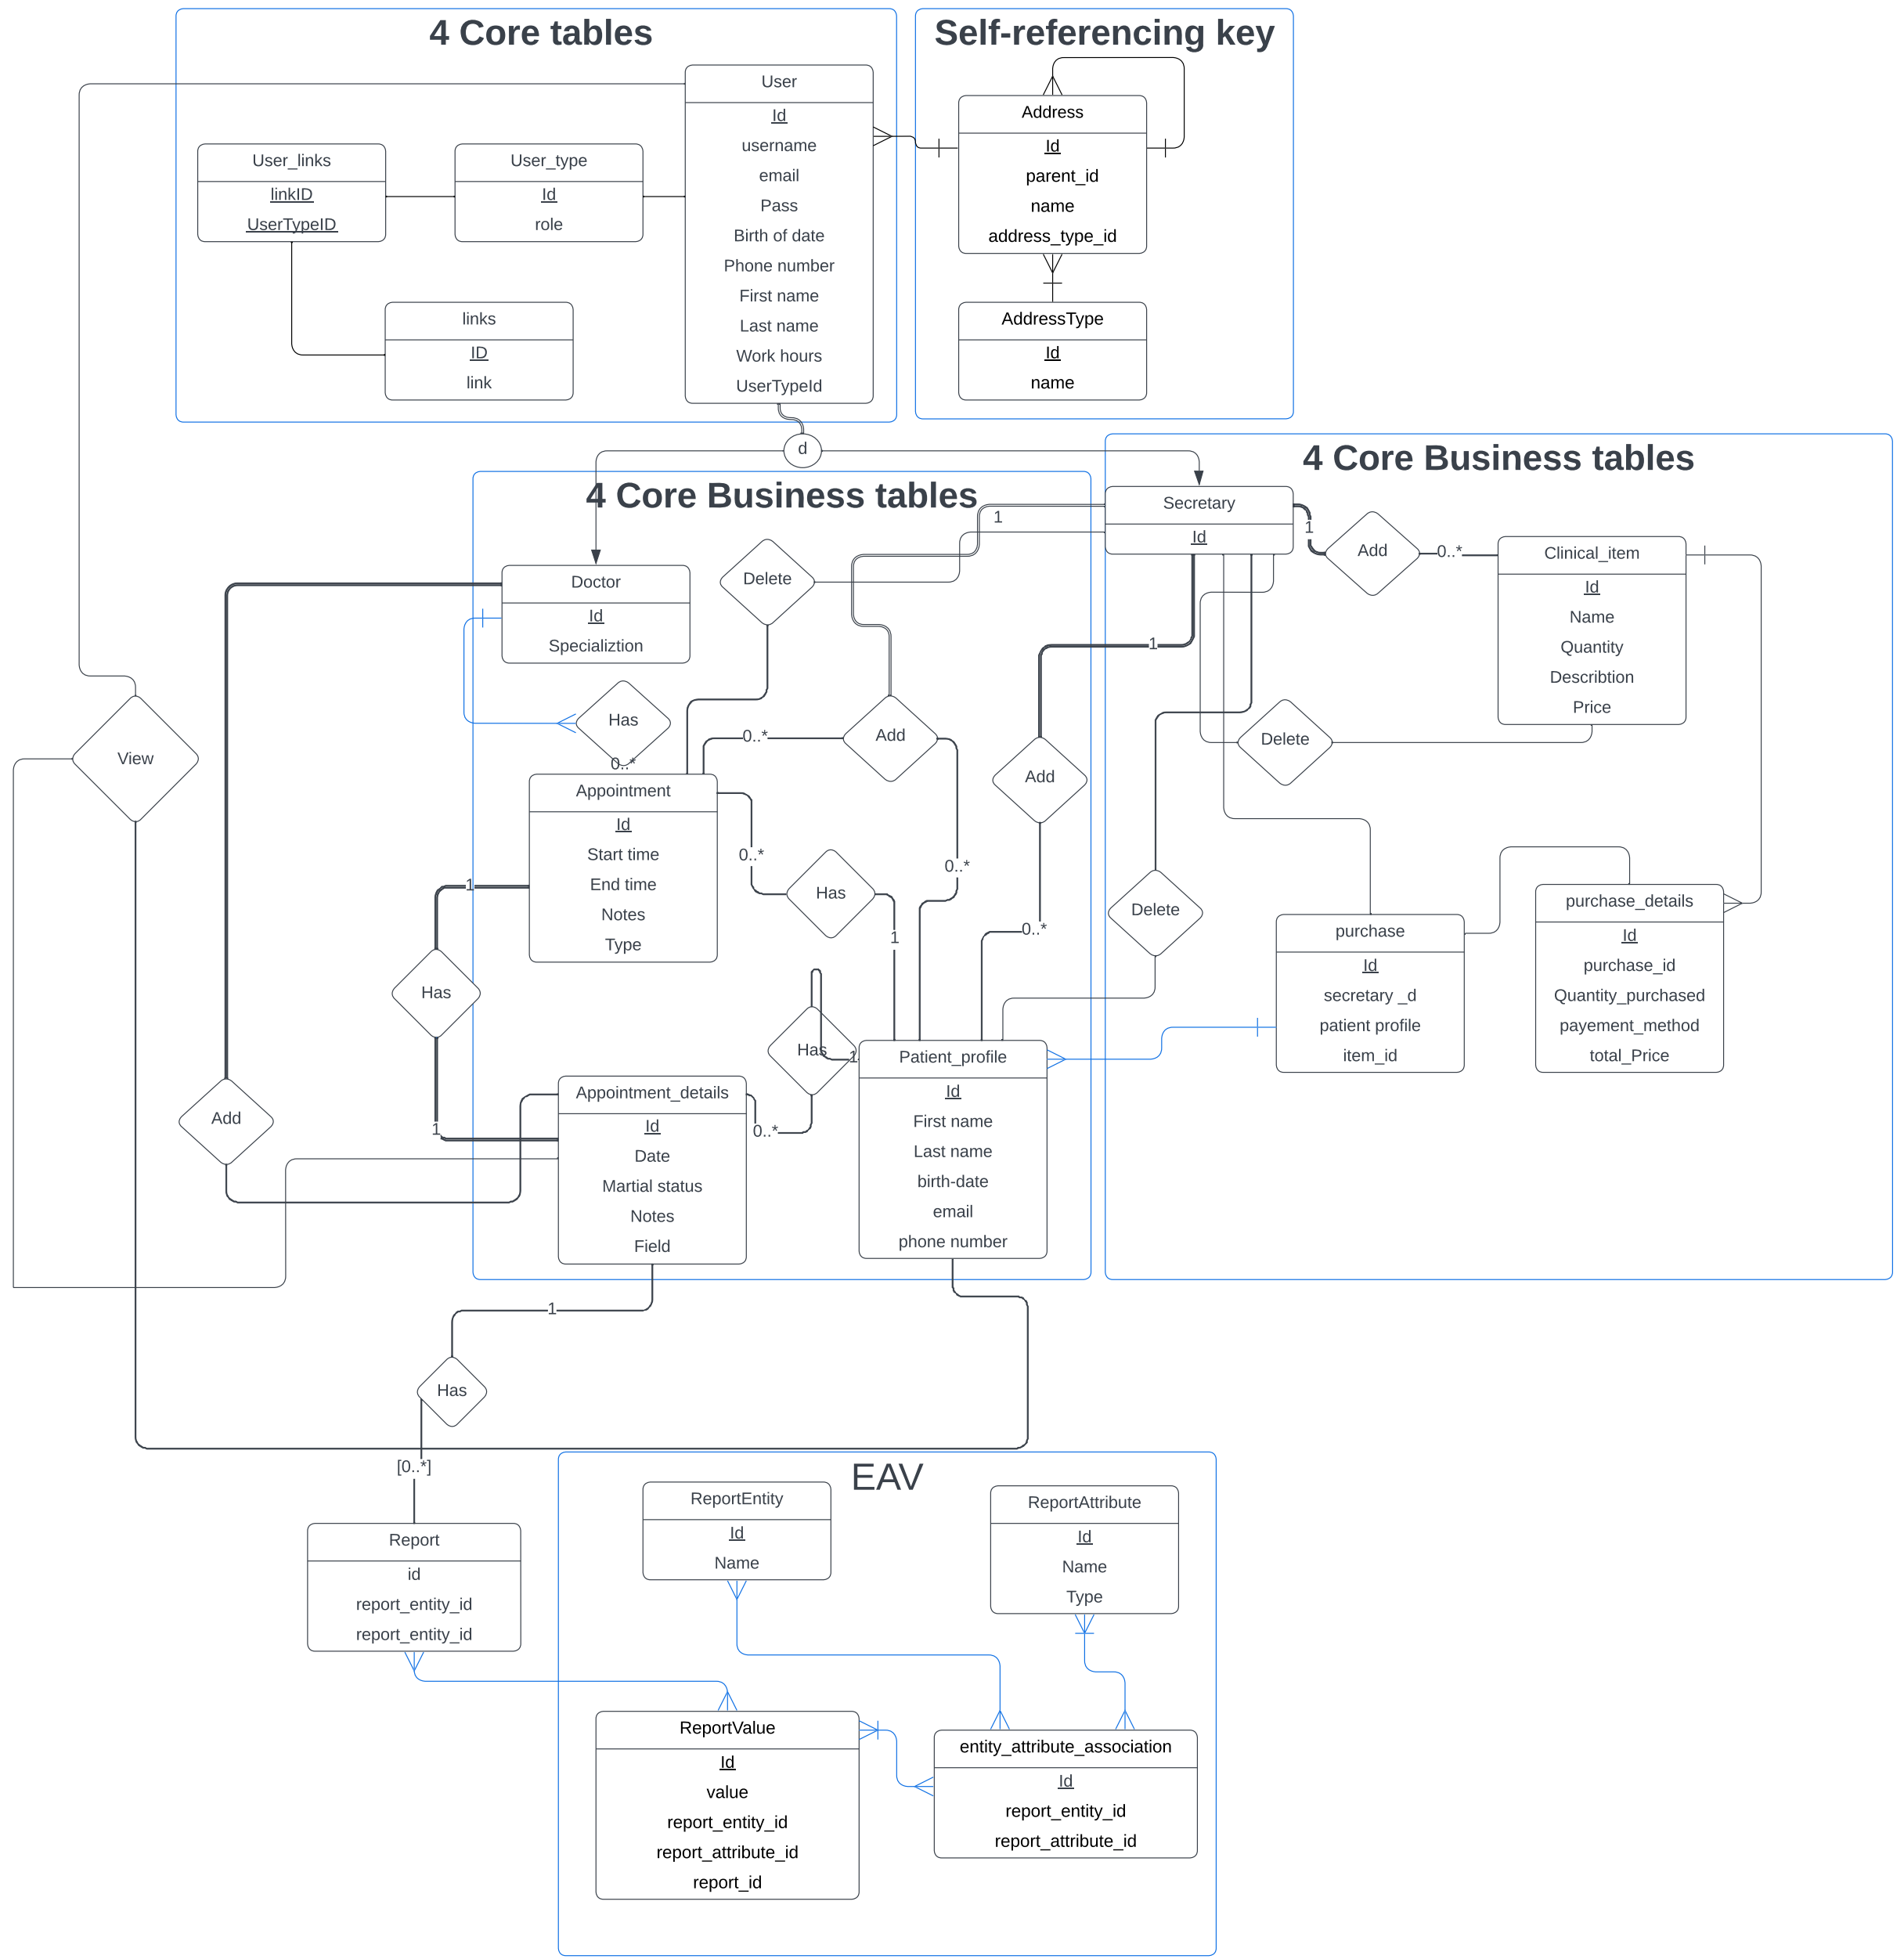 4 Core tables
Self-referencing key
User
Id
username
email
Pass
Birth of date
Phone number
First name
Last name
Work hours
UserTypeId
User_links
linkID
UserTypeID
User_type
Id
role
links
ID
link
Address
Id
parent_id
name
address_type_id
AddressType
Id
name
d
4 Core Business tables
4 Core Business tables
Secretary
Id
1
1
Add
0..*
Clinical_item
Id
Name
Quantity
Describtion
Price
Doctor
Id
Specializtion
Delete
1
Has
0..*
0..*
Add
Add
Delete
View
Appointment
Id
Start time
End time
Notes
Type
0..*
Has
1
0..*
0..*
1
Has
1
Delete
purchase
Id
secretary _d
patient profile
item_id
purchase_details
Id
purchase_id
Quantity_purchased
payement_method
total_Price
Has
1
0..*
Add
Appointment_details
Id
Date
Martial status
Notes
Field
Patient_profile
Id
First name
Last name
birth-date
email
phone number
1
Has
[0..*]
Report
id
report_entity_id
report_entity_id
EAV
ReportEntity
Id
Name
ReportAttribute
Id
Name
Type
ReportValue
Id
value
report_entity_id
report_attribute_id
report_id
entity_attribute_association
Id
report_entity_id
report_attribute_id